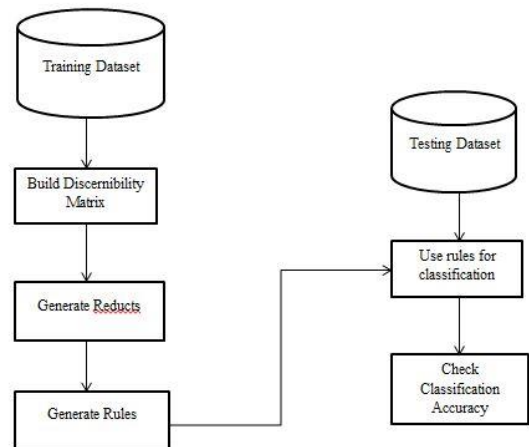 Training Dataset
Build Discernibility
Matrix
Generate Reducts
Generate Rules
Testing Dataset
Use rules for
classification
Check
Classification
Accuracy